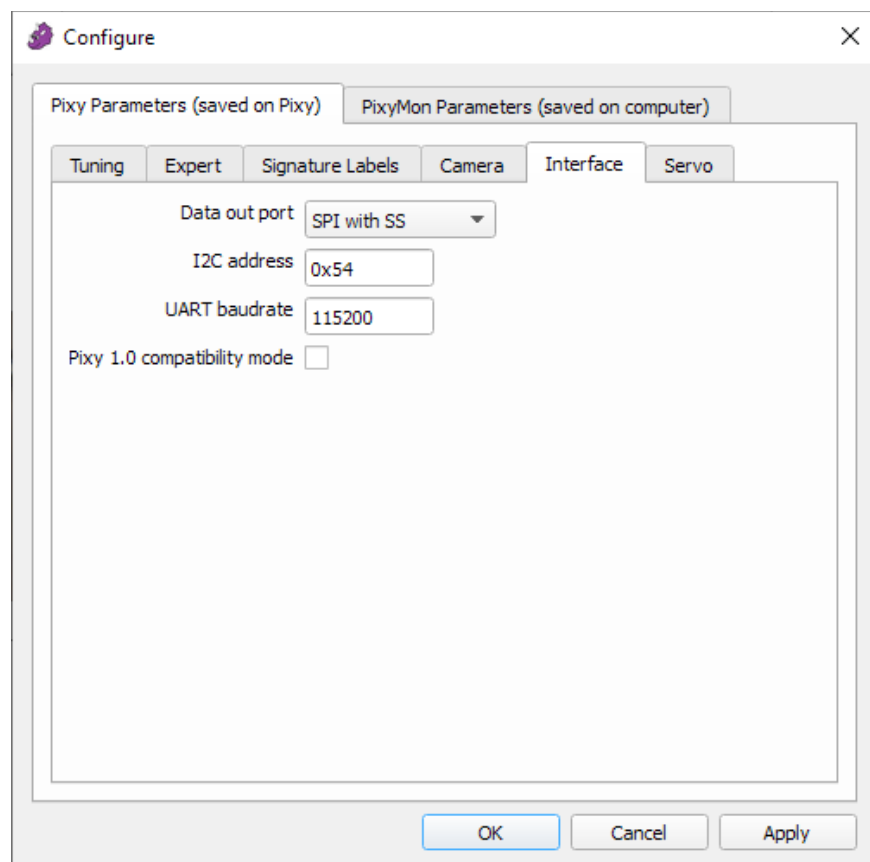 Configure
Pixy Parameters (saved on Pixy) PixyMon Parameters (saved on computer)
Tuning Expert Signature Labels Camera Interface Servo
Data out port SPI with SS
I2C address 0x54
UART baudrate 115200
Pixy 1.0 compatibility mode
OK Cancel Apply